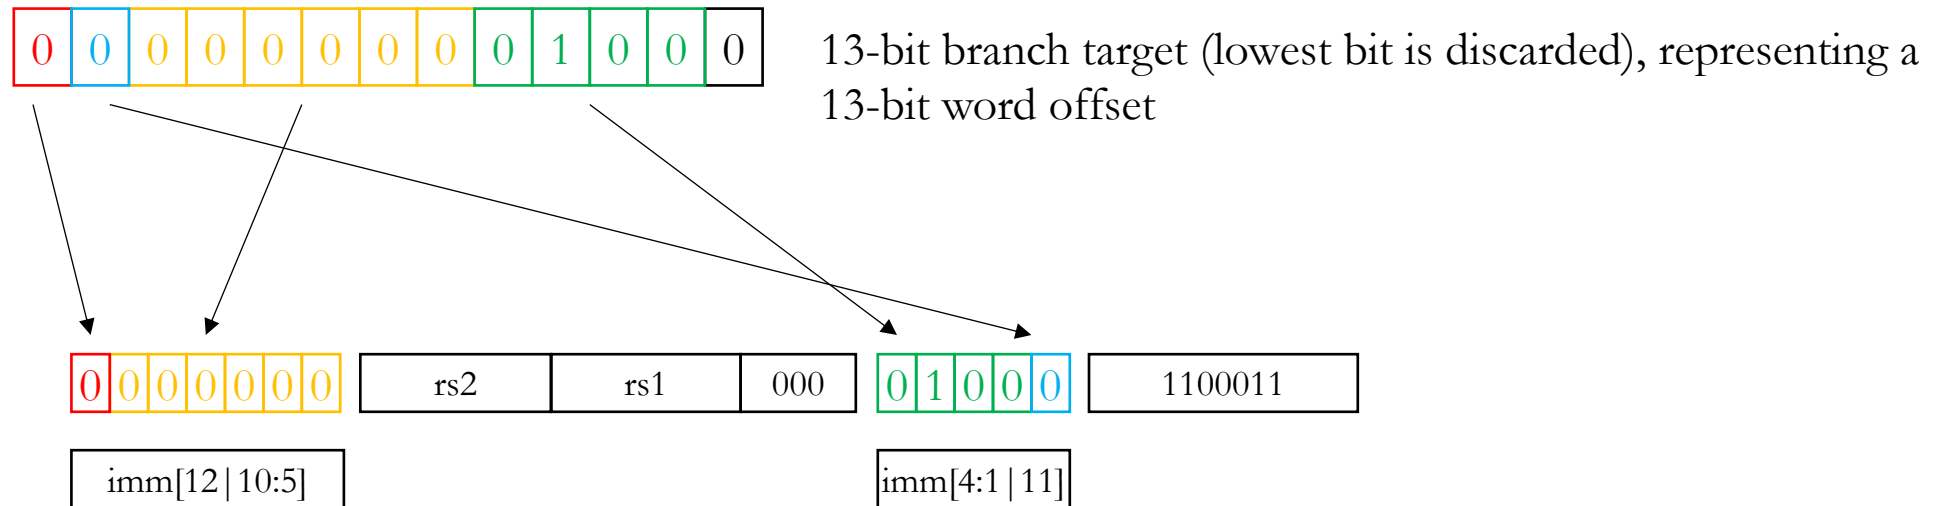 0 0 0 0 0 0 0 0 0 1 0 0 0
13-bit branch target (lowest bit is discarded), representing a
13-bit word offset
0 0 0 0 0 0 0 rs2 rs1 000 0 1 0 0 0 1100011
imm[12|10:5] imm[4:1|11]